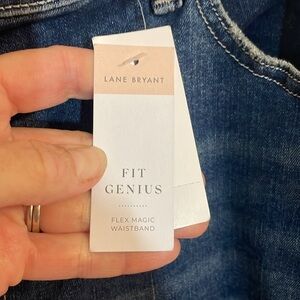 LANE BRYANT
FIT
GENIUS
FLEX MAGIC
WAISTBAND